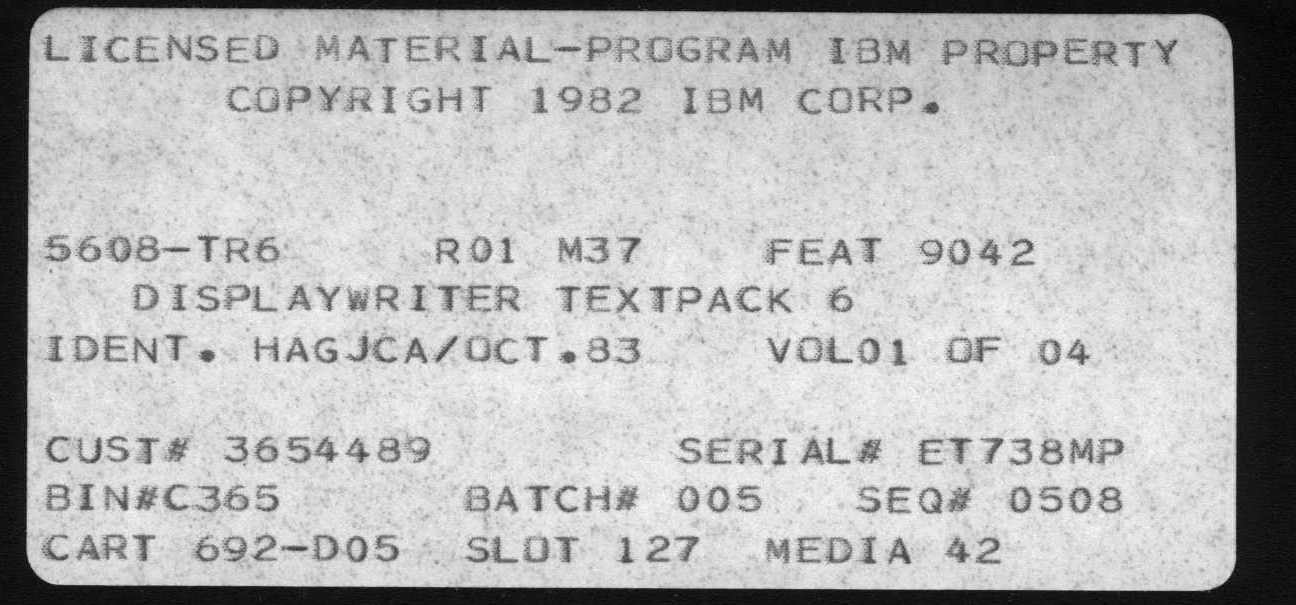 LICENSED MATERIAL-PROGRAM IBM PROPERTY
COPYRIGHT 1982 IBM CORP.
5608-TR6 R01 M37 FEAT 9042
DISPLAYWRITER TEXTPACK 6
IDENT. HAGJCA/OCT.83 VOL01 OF 04
CUST# 3654489 SERIAL# ET738MP
BIN#C365 BATCH# 005 SEQ# 0508
CART 692-D05 SLOT 127 MEDIA 42